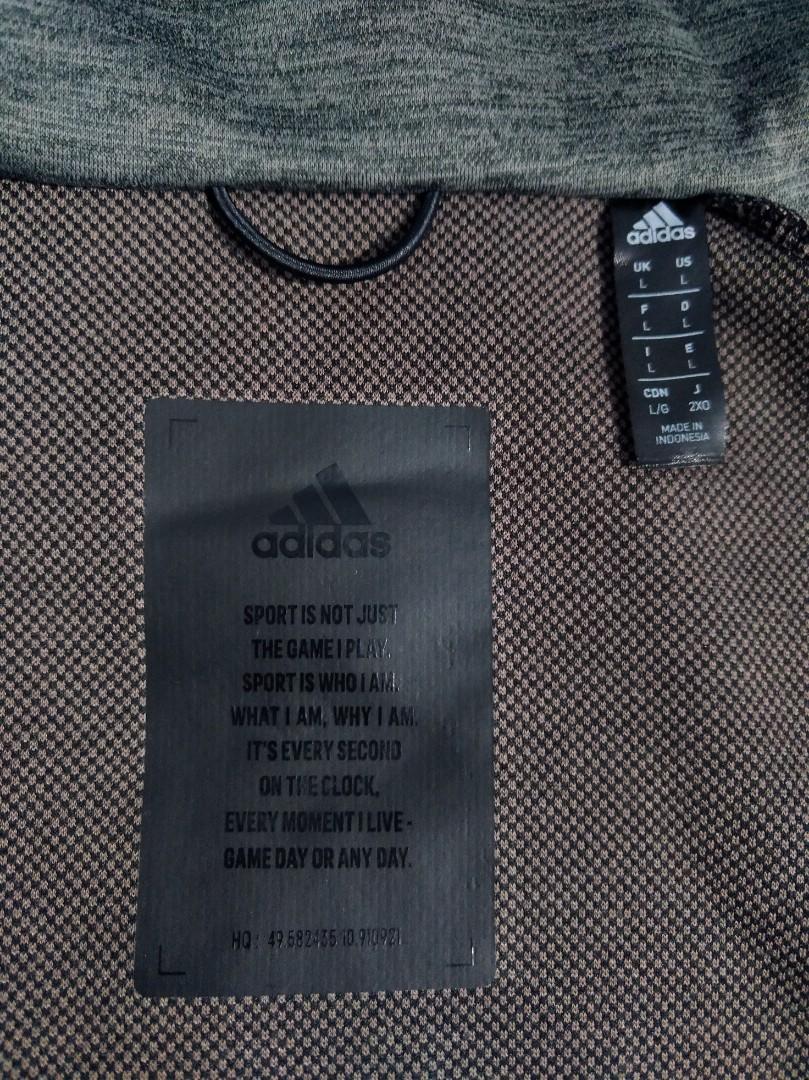 adidas
UK US
L L
F D
L L
I E
L L
CDN J
L/G 2XO
MADE IN
INDONESIA
adidas
SPORT IS NOT JUST
THE GAME I PLAY.
SPORT IS WHO I AM.
WHAT I AM, WHY I AM.
IT'S EVERY SECOND
ON THE CLOCK,
EVERY MOMENT I LIVE -
GAME DAY OR ANY DAY.
HQ: 49.582435,10.910921